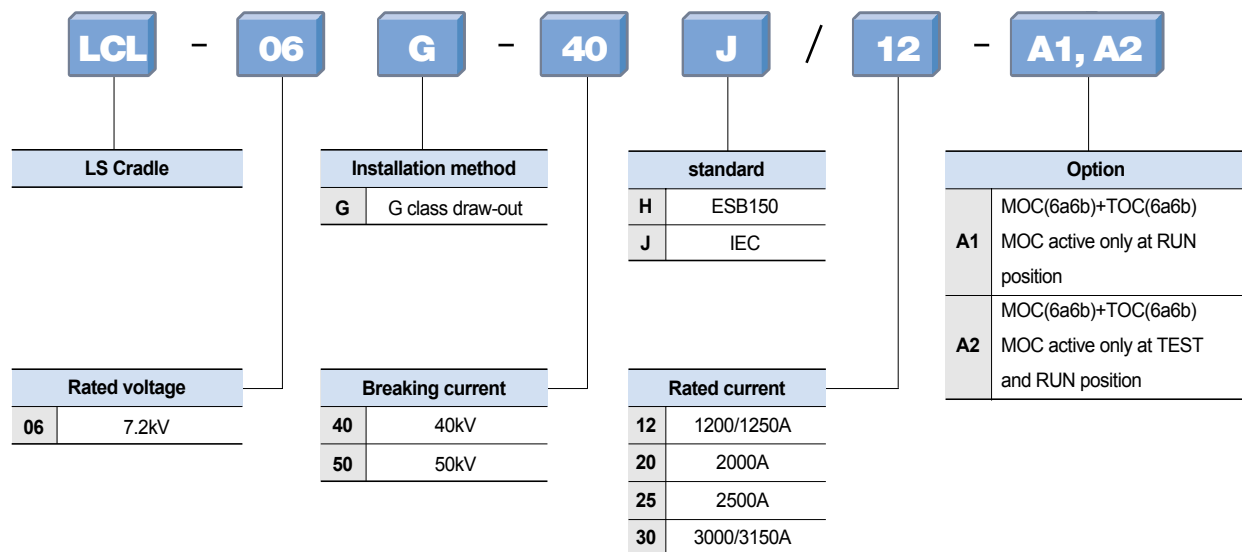 LCL - 06 G - 40 J / 12 - A1, A2
LS Cradle
Installation method
G G class draw-out
standard
H ESB150
J IEC
Option
A1 MOC(6a6b)+TOC(6a6b)
MOC active only at RUN
position
A2 MOC(6a6b)+TOC(6a6b)
MOC active only at TEST
and RUN position
Rated voltage
06 7.2kV
Breaking current
40 40kV
50 50kV
Rated current
12 1200/1250A
20 2000A
25 2500A
30 3000/3150A